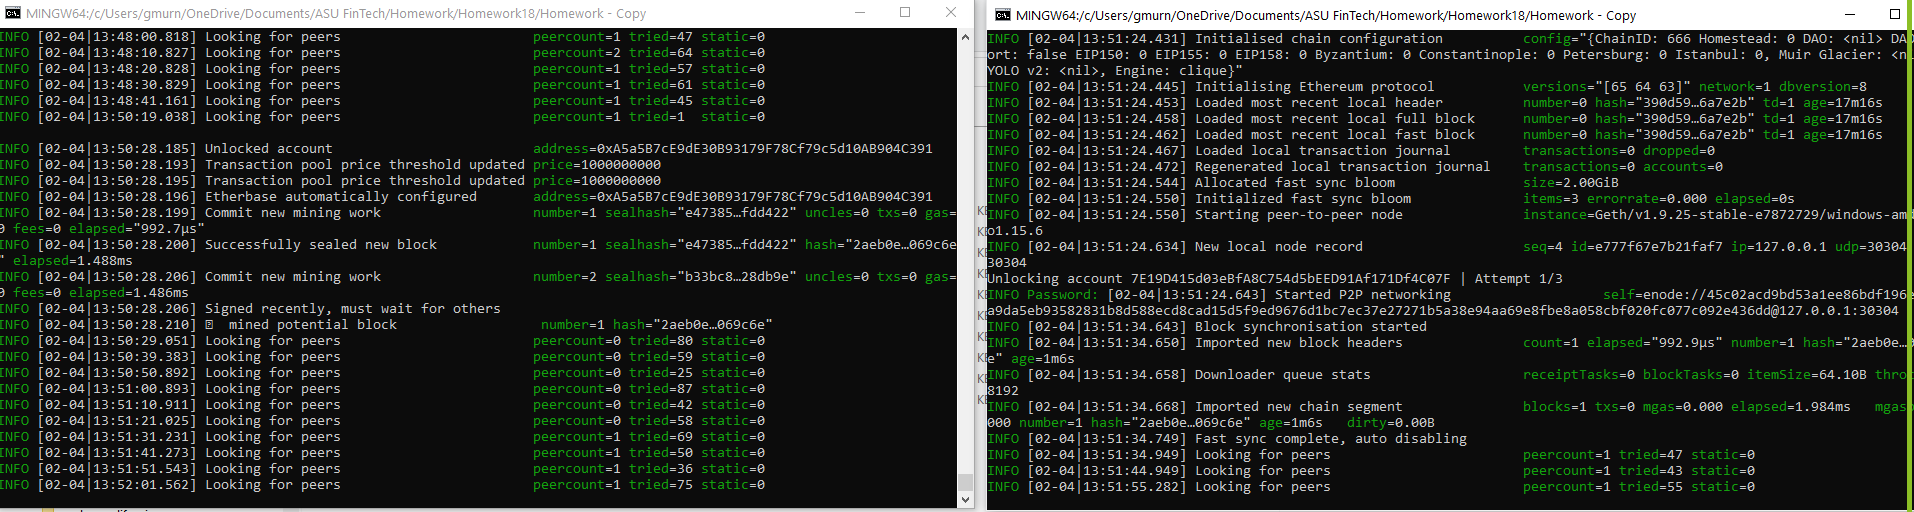 MINGW64:/c/Users/gmurn/OneDrive/Documents/ASU FinTech/Homework/Homework18/Homework - Copy
INFO [02-04|13:48:00.818] Looking for peers peercount=1 tried=47 static=0
INFO [02-04|13:48:10.827] Looking for peers peercount=2 tried=64 static=0
INFO [02-04|13:48:20.828] Looking for peers peercount=1 tried=57 static=0
INFO [02-04|13:48:30.829] Looking for peers peercount=1 tried=61 static=0
INFO [02-04|13:48:41.161] Looking for peers peercount=1 tried=45 static=0
INFO [02-04|13:50:19.038] Looking for peers peercount=1 tried=1 static=0
INFO [02-04|13:50:28.185] Unlocked account address=0xA5a5B7cE9dE30B93179F78Cf79c5d10AB904C391
INFO [02-04|13:50:28.193] Transaction pool price threshold updated price=1000000000
INFO [02-04|13:50:28.195] Transaction pool price threshold updated price=1000000000
INFO [02-04|13:50:28.196] Etherbase automatically configured address=0xA5a5B7cE9dE30B93179F78Cf79c5d10AB904C391
INFO [02-04|13:50:28.199] Commit new mining work number=1 sealhash="e47385…fdd422" uncles=0 txs=0 gas=
0 fees=0 elapsed="992.7µs"
INFO [02-04|13:50:28.200] Successfully sealed new block number=1 sealhash="e47385…fdd422" hash="2aeb0e…069c6e
" elapsed=1.488ms
INFO [02-04|13:50:28.206] Commit new mining work number=2 sealhash="b33bc8…28db9e" uncles=0 txs=0 gas=
0 fees=0 elapsed=1.486ms
INFO [02-04|13:50:28.206] Signed recently, must wait for others
INFO [02-04|13:50:28.210] mined potential block number=1 hash="2aeb0e…069c6e"
INFO [02-04|13:50:29.051] Looking for peers peercount=0 tried=80 static=0
INFO [02-04|13:50:39.383] Looking for peers peercount=0 tried=59 static=0
INFO [02-04|13:50:50.892] Looking for peers peercount=0 tried=25 static=0
INFO [02-04|13:51:00.893] Looking for peers peercount=0 tried=87 static=0
INFO [02-04|13:51:10.911] Looking for peers peercount=0 tried=42 static=0
INFO [02-04|13:51:21.025] Looking for peers peercount=0 tried=58 static=0
INFO [02-04|13:51:31.231] Looking for peers peercount=1 tried=69 static=0
INFO [02-04|13:51:41.273] Looking for peers peercount=1 tried=50 static=0
INFO [02-04|13:51:51.543] Looking for peers peercount=1 tried=36 static=0
INFO [02-04|13:52:01.562] Looking for peers peercount=1 tried=75 static=0
MINGW64:/c/Users/gmurn/OneDrive/Documents/ASU FinTech/Homework/Homework18/Homework - Copy
INFO [02-04|13:51:24.431] Initialised chain configuration config="{ChainID: 666 Homestead: 0 DAO: <nil> DAO
ort: false EIP150: 0 EIP155: 0 EIP158: 0 Byzantium: 0 Constantinople: 0 Petersburg: 0 Istanbul: 0, Muir Glacier: <n
YOLO v2: <nil>, Engine: clique}"
INFO [02-04|13:51:24.445] Initialising Ethereum protocol versions="[65 64 63]" network=1 dbversion=8
INFO [02-04|13:51:24.453] Loaded most recent local header number=0 hash="390d59…6a7e2b" td=1 age=17m16s
INFO [02-04|13:51:24.458] Loaded most recent local full block number=0 hash="390d59…6a7e2b" td=1 age=17m16s
INFO [02-04|13:51:24.462] Loaded most recent local fast block number=0 hash="390d59…6a7e2b" td=1 age=17m16s
INFO [02-04|13:51:24.467] Loaded local transaction journal transactions=0 dropped=0
INFO [02-04|13:51:24.472] Regenerated local transaction journal transactions=0 accounts=0
INFO [02-04|13:51:24.544] Allocated fast sync bloom size=2.00GiB
INFO [02-04|13:51:24.550] Initialized fast sync bloom items=3 errorrate=0.000 elapsed=0s
INFO [02-04|13:51:24.550] Starting peer-to-peer node instance=Geth/v1.9.25-stable-e7872729/windows-amd
o1.15.6
INFO [02-04|13:51:24.634] New local node record seq=4 id=e777f67e7b21faf7 ip=127.0.0.1 udp=30304
30304
Unlocking account 7E19D415d03eBfA8C754d5bEED91Af171Df4C07F | Attempt 1/3
INFO Password: [02-04|13:51:24.643] Started P2P networking self=enode://45c02acd9bd53a1ee86bdf196e
a9da5eb93582831b8d588ecd8cad15d5f9ed9676d1bc7ec37e27271b5a38e94aa69e8fbe8a058cbf020fc077c092e436dd@127.0.0.1:30304
INFO [02-04|13:51:34.643] Block synchronisation started
INFO [02-04|13:51:34.650] Imported new block headers count=1 elapsed="992.9µs" number=1 hash="2aeb0e…0
e" age=1m6s
INFO [02-04|13:51:34.658] Downloader queue stats receiptTasks=0 blockTasks=0 itemSize=64.10B thro
8192
INFO [02-04|13:51:34.668] Imported new chain segment blocks=1 txs=0 mgas=0.000 elapsed=1.984ms mgas
000 number=1 hash="2aeb0e…069c6e" age=1m6s dirty=0.00B
INFO [02-04|13:51:34.749] Fast sync complete, auto disabling
INFO [02-04|13:51:34.949] Looking for peers peercount=1 tried=47 static=0
INFO [02-04|13:51:44.949] Looking for peers peercount=1 tried=43 static=0
INFO [02-04|13:51:55.282] Looking for peers peercount=1 tried=55 static=0